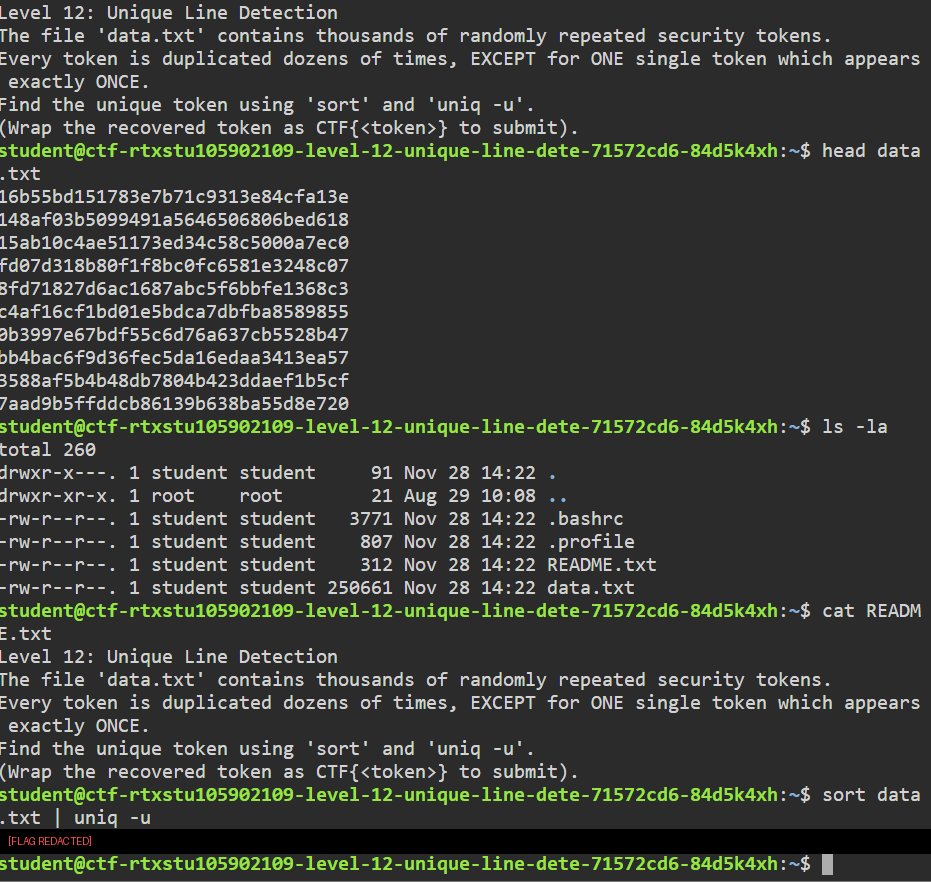 Level 12: Unique Line Detection
The file 'data.txt' contains thousands of randomly repeated security tokens.
Every token is duplicated dozens of times, EXCEPT for ONE single token which appears
 exactly ONCE.
Find the unique token using 'sort' and 'uniq -u'.
(Wrap the recovered token as CTF{<token>} to submit).
student@ctf-rtxstu105902109-level-12-unique-line-dete-71572cd6-84d5k4xh:~$ head data
.txt
16b55bd151783e7b71c9313e84cfa13e
148af03b5099491a5646506806bed618
15ab10c4ae51173ed34c58c5000a7ec0
fd07d318b80f1f8bc0fc6581e3248c07
8fd71827d6ac1687abc5f6bbfe1368c3
c4af16cf1bd01e5bdca7dbfba8589855
0b3997e67bdf55c6d76a637cb5528b47
bb4bac6f9d36fec5da16edaa3413ea57
3588af5b4b48db7804b423ddaef1b5cf
7aad9b5ffddcb86139b638ba55d8e720
student@ctf-rtxstu105902109-level-12-unique-line-dete-71572cd6-84d5k4xh:~$ ls -la
total 260
drwxr-x---. 1 student student     91 Nov 28 14:22 .
drwxr-xr-x. 1 root    root        21 Aug 29 10:08 ..
-rw-r--r--. 1 student student   3771 Nov 28 14:22 .bashrc
-rw-r--r--. 1 student student    807 Nov 28 14:22 .profile
-rw-r--r--. 1 student student    312 Nov 28 14:22 README.txt
-rw-r--r--. 1 student student 250661 Nov 28 14:22 data.txt
student@ctf-rtxstu105902109-level-12-unique-line-dete-71572cd6-84d5k4xh:~$ cat READM
E.txt
Level 12: Unique Line Detection
The file 'data.txt' contains thousands of randomly repeated security tokens.
Every token is duplicated dozens of times, EXCEPT for ONE single token which appears
 exactly ONCE.
Find the unique token using 'sort' and 'uniq -u'.
(Wrap the recovered token as CTF{<token>} to submit).
student@ctf-rtxstu105902109-level-12-unique-line-dete-71572cd6-84d5k4xh:~$ sort data
.txt | uniq -u
[FLAG REDACTED]
student@ctf-rtxstu105902109-level-12-unique-line-dete-71572cd6-84d5k4xh:~$